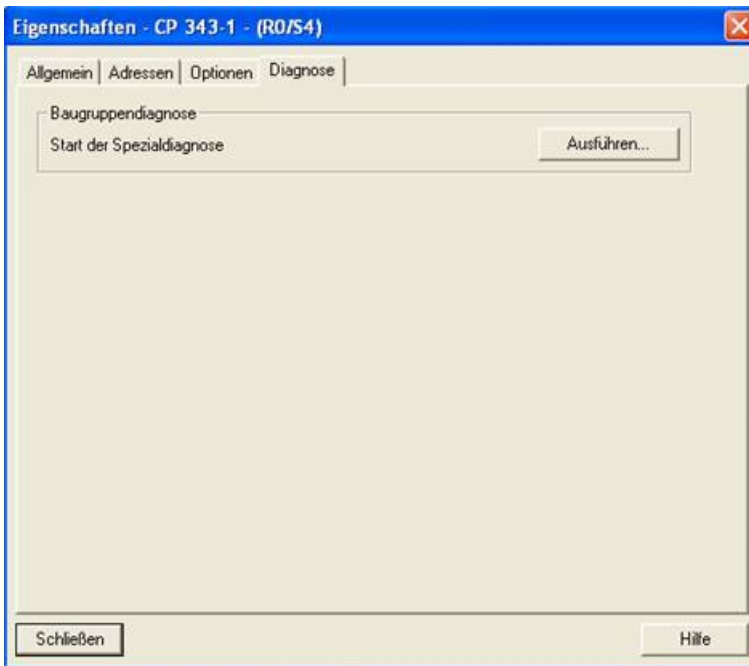 Eigenschaften - CP 343-1 - (R0/S4)
Allgemein Adressen Optionen Diagnose
Baugruppendiagnose
Start der Spezialdiagnose Ausführen...
Schließen Hilfe